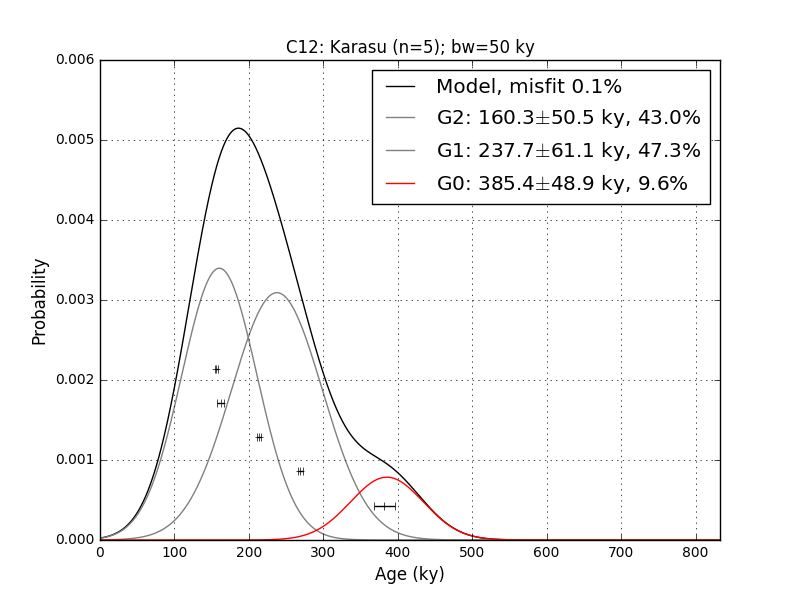 C12: Karasu (n=5); bw=50 ky
0.006
0.005
0.004
0.003
0.002
0.001
0.000
Probability
Model, misfit 0.1%
G2: 160.3±50.5 ky, 43.0%
G1: 237.7±61.1 ky, 47.3%
G0: 385.4±48.9 ky, 9.6%
0 100 200 300 400 500 600 700 800
Age (ky)